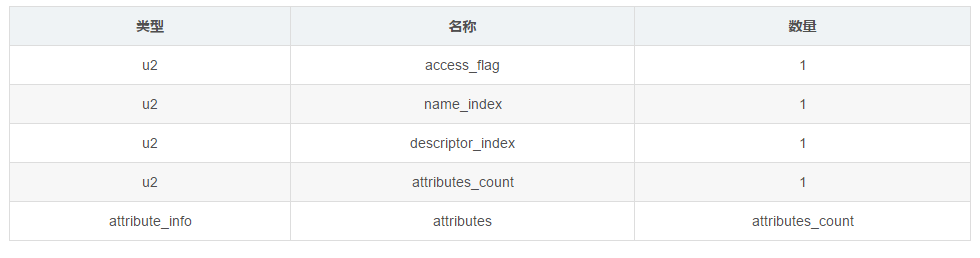 类型 名称 数量
u2 access_flag 1
u2 name_index 1
u2 descriptor_index 1
u2 attributes_count 1
attribute_info attributes attributes_count